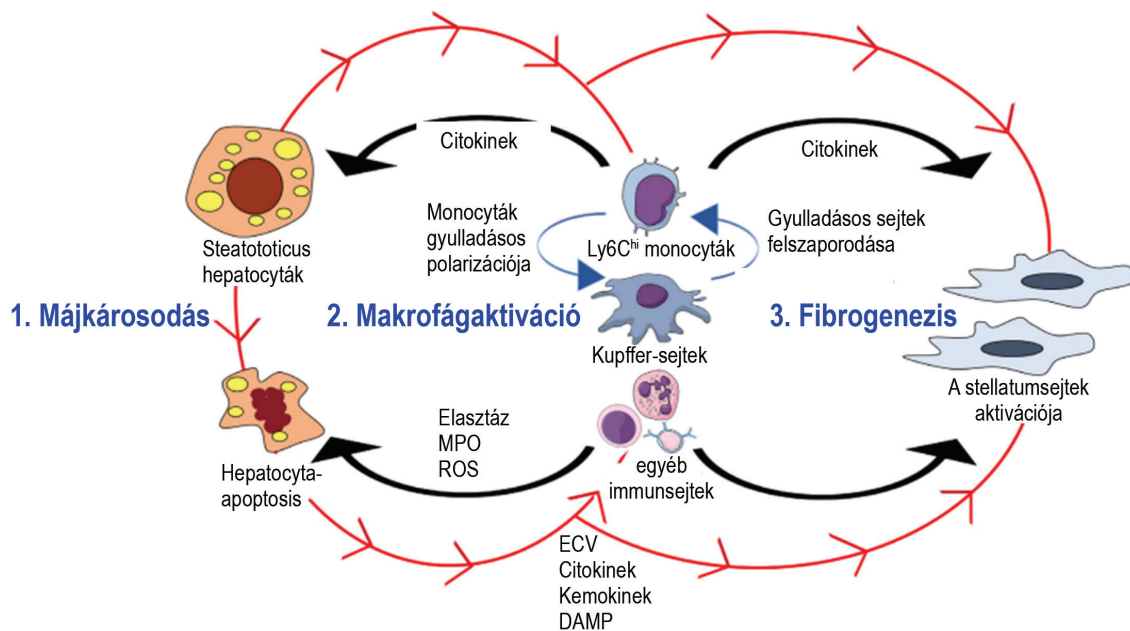 Citokinek
Citokinek
Steatototicus
hepatocyták
Monocyták
gyulladásos
polarizációja
Ly6Chi monocyták
Gyulladásos sejtek
felszaporodása
1. Májkárosodás
2. Makrofágaktiváció
3. Fibrogenezis
Kupffer-sejtek
A stellatumsejtek
aktivációja
Hepatocyta-
apoptosis
Elasztáz
MPO
ROS
egyéb
immunsejtek
ECV
Citokinek
Kemokinek
DAMP